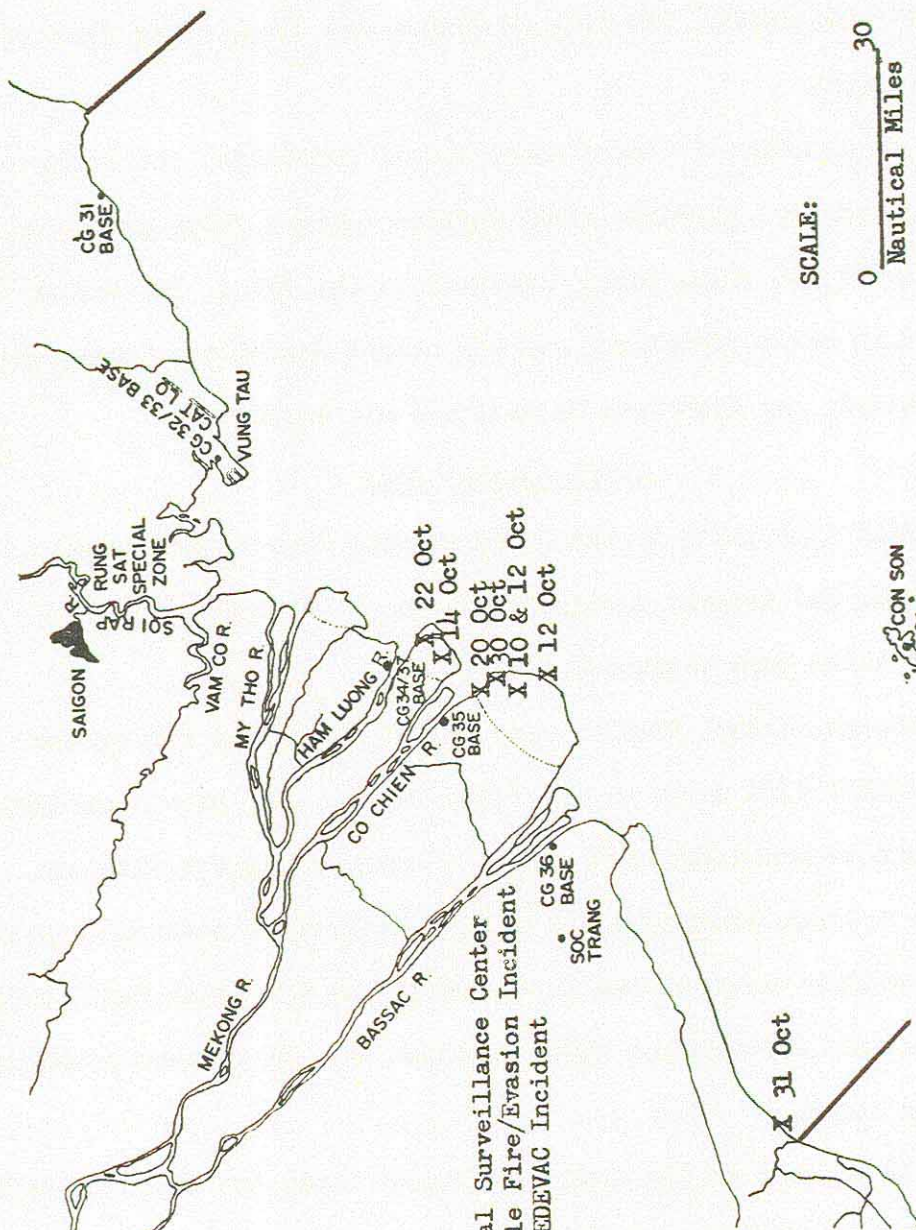 SAIGON
RUNG
SAT
SPECIAL
ZONE
VAM CO R.
MY THO R.
HAM LUONG R.
CO CHIEN R.
MEKONG R.
BASSAC R.
CG 31
BASE
CG 32/33 BASE
CAT LO
VUNG TAU
CG 34/37
BASE
CG 35
BASE
CG 36
BASE
SOC
TRANG
CON SON
X 22 Oct
X 14 Oct
X 20 Oct
X 30 Oct
X 10 & 12 Oct
X 12 Oct
X 31 Oct
al Surveillance Center
le Fire/Evasion Incident
EDEVAC Incident
SCALE:
0 30
Nautical Miles